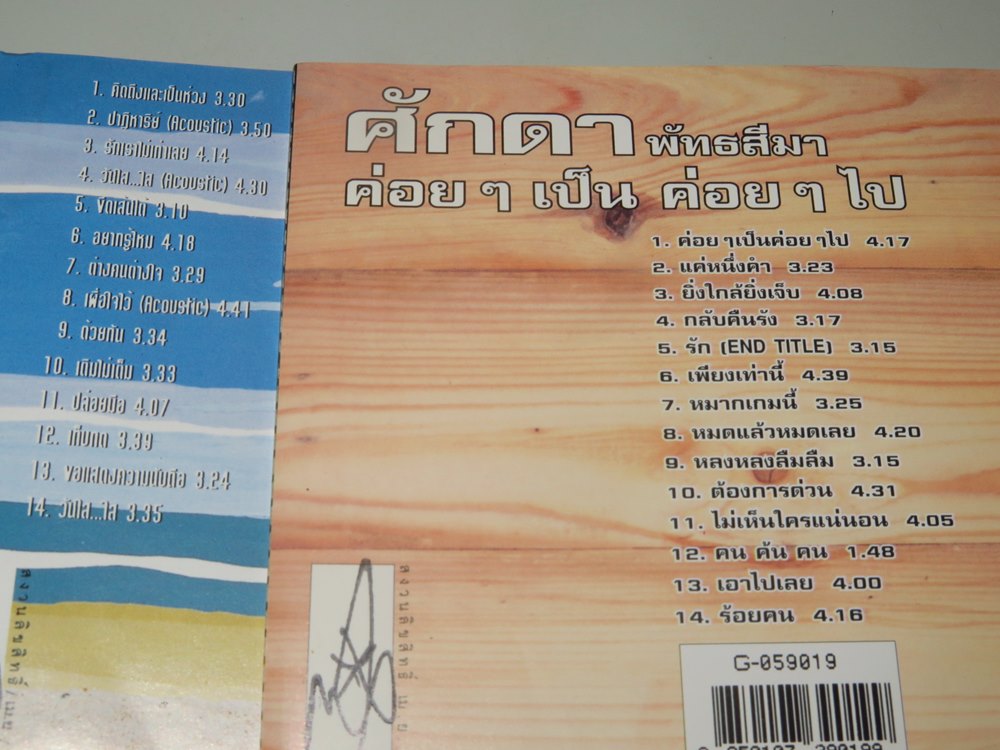 1. คิดถึงและเป็นห่วง 3.30
2. ปาฏิหาริย์ (Acoustic) 3.50
3. รักเราไม่เก่าเลย 4.14
4. วันใส...ใส (Acoustic) 4.30
5. ขีดเส้นใต้ 3.10
6. อยากรู้ไหม 4.18
7. ต่างคนต่างใจ 3.29
8. เผื่อใจไว้ (Acoustic) 4.41
9. ด้วยกัน 3.34
10. เติมไม่เต็ม 3.33
11. ปล่อยมือ 4.07
12. เก็บกด 3.39
13. ขอแสดงความนับถือ 3.24
14. วันใส...ใส 3.35
ศักดา พัทธสีมา
ค่อย ๆ เป็น ค่อย ๆ ไป
1. ค่อย ๆ เป็นค่อย ๆ ไป 4.17
2. แค่หนึ่งคำ 3.23
3. ยิ่งใกล้ยิ่งเจ็บ 4.08
4. กลับคืนรัง 3.17
5. รัก (END TITLE) 3.15
6. เพียงเท่านี้ 4.39
7. หมากเกมนี้ 3.25
8. หมดแล้วหมดเลย 4.20
9. หลงหลงลืมลืม 3.15
10. ต้องการด่วน 4.31
11. ไม่เห็นใครแน่นอน 4.05
12. คน ค้น คน 1.48
13. เอาไปเลย 4.00
14. ร้อยคน 4.16
G-059019